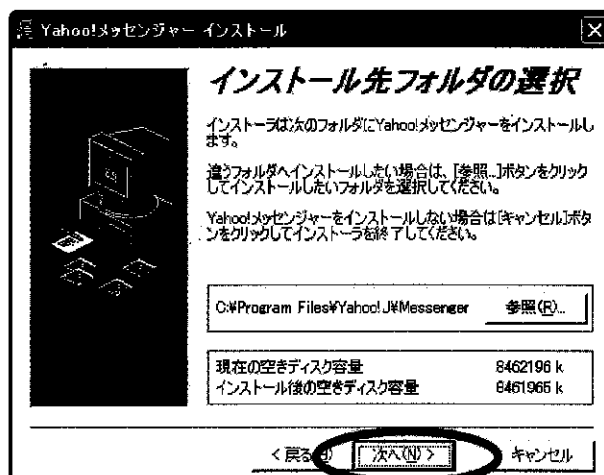 Yahoo!メッセンジャー インストール
インストール先フォルダの選択
インストーラは次のフォルダにYahoo!メッセンジャーをインストールし
ます。
違うフォルダへインストールしたい場合は、[参照...]ボタンをクリック
してインストールしたいフォルダを選択してください。
Yahoo!メッセンジャーをインストールしない場合は[キャンセル]ボタ
ンをクリックしてインストーラを終了してください。
C:¥Program Files¥Yahoo!J¥Messenger 参照(R)...
現在の空きディスク容量 8462196 k
インストール後の空きディスク容量 8461965 k
< 戻る(B) 次へ(N) > キャンセル